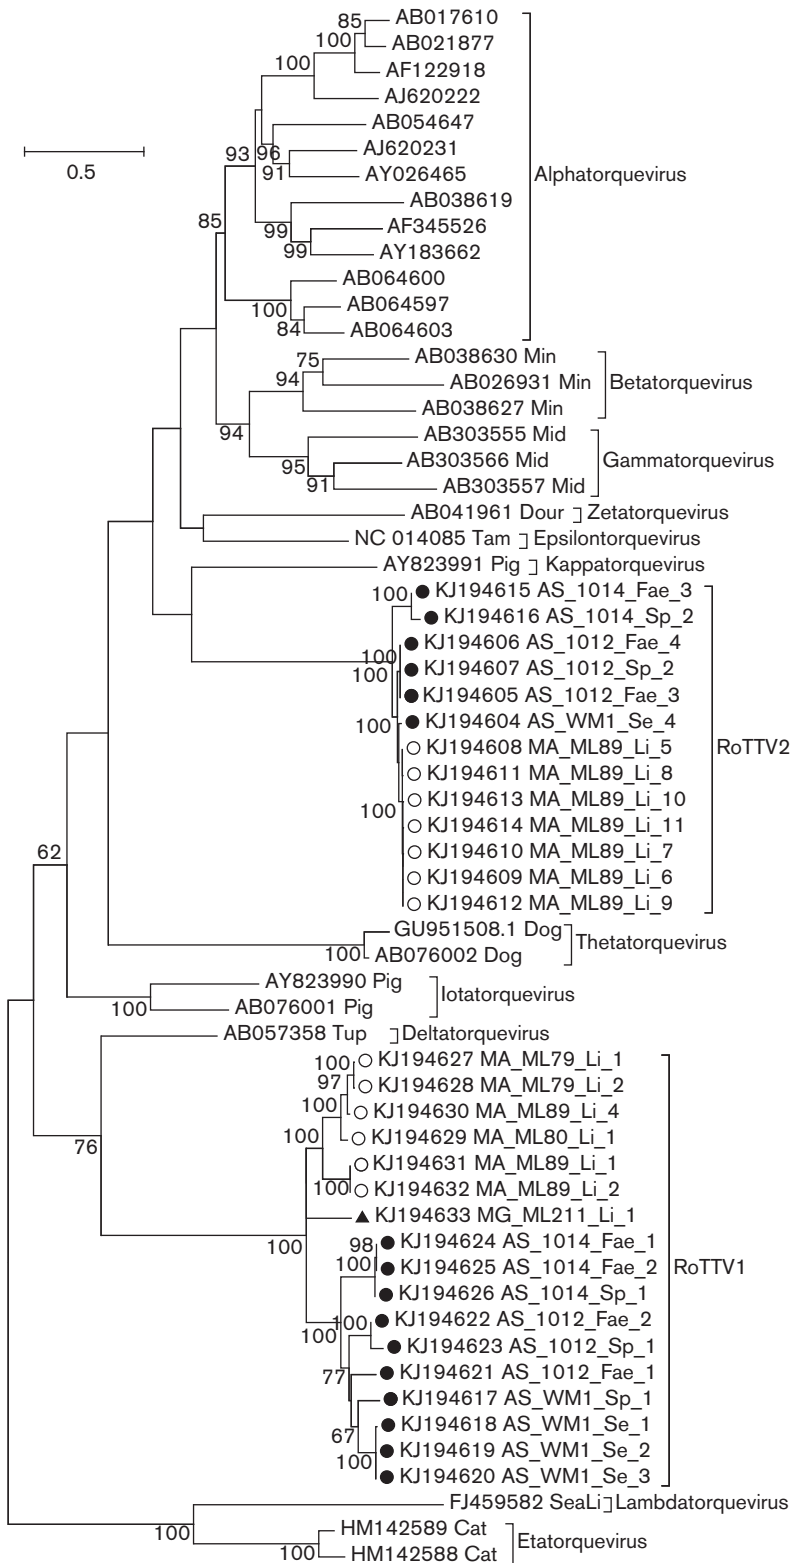 85
AB017610
100
AB021877
100
AF122918
AJ620222
AB054647
93
96
AJ620231
91
AY026465
0.5
Alphatorquevirus
AB038619
85
99
AF345526
99
AY183662
AB064600
100
AB064597
84
AB064603
75
AB038630 Min
94
AB026931 Min
Betatorquevirus
AB038627 Min
94
AB303555 Mid
95
AB303566 Mid
Gammatorquevirus
91
AB303557 Mid
AB041961 Dour
Zetatorquevirus
NC 014085 Tam
Epsilontorquevirus
AY823991 Pig
Kappatorquevirus
100
KJ194615 AS_1014_Fae_3
KJ194616 AS_1014_Sp_2
KJ194606 AS_1012_Fae_4
100
100
KJ194607 AS_1012_Sp_2
KJ194605 AS_1012_Fae_3
100
KJ194604 AS_WM1_Se_4
KJ194608 MA_ML89_Li_5
RoTTV2
KJ194611 MA_ML89_Li_8
KJ194613 MA_ML89_Li_10
100
KJ194614 MA_ML89_Li_11
KJ194610 MA_ML89_Li_7
62
KJ194609 MA_ML89_Li_6
KJ194612 MA_ML89_Li_9
GU951508.1 Dog
100
AB076002 Dog
Thetatorquevirus
AY823990 Pig
100
AB076001 Pig
Iotatorquevirus
AB057358 Tup
Deltatorquevirus
100
KJ194627 MA_ML79_Li_1
97
KJ194628 MA_ML79_Li_2
100
KJ194630 MA_ML89_Li_4
100
KJ194629 MA_ML80_Li_1
76
KJ194631 MA_ML89_Li_1
100
KJ194632 MA_ML89_Li_2
KJ194633 MG_ML211_Li_1
100
98
KJ194624 AS_1014_Fae_1
100
KJ194625 AS_1014_Fae_2
RoTTV1
KJ194626 AS_1014_Sp_1
100
100
KJ194622 AS_1012_Fae_2
KJ194623 AS_1012_Sp_1
77
KJ194621 AS_1012_Fae_1
KJ194617 AS_WM1_Sp_1
67
KJ194618 AS_WM1_Se_1
100
KJ194619 AS_WM1_Se_2
KJ194620 AS_WM1_Se_3
FJ459582 SeaLi
Lambdatorquevirus
100
HM142589 Cat
100
HM142588 Cat
Etatorquevirus